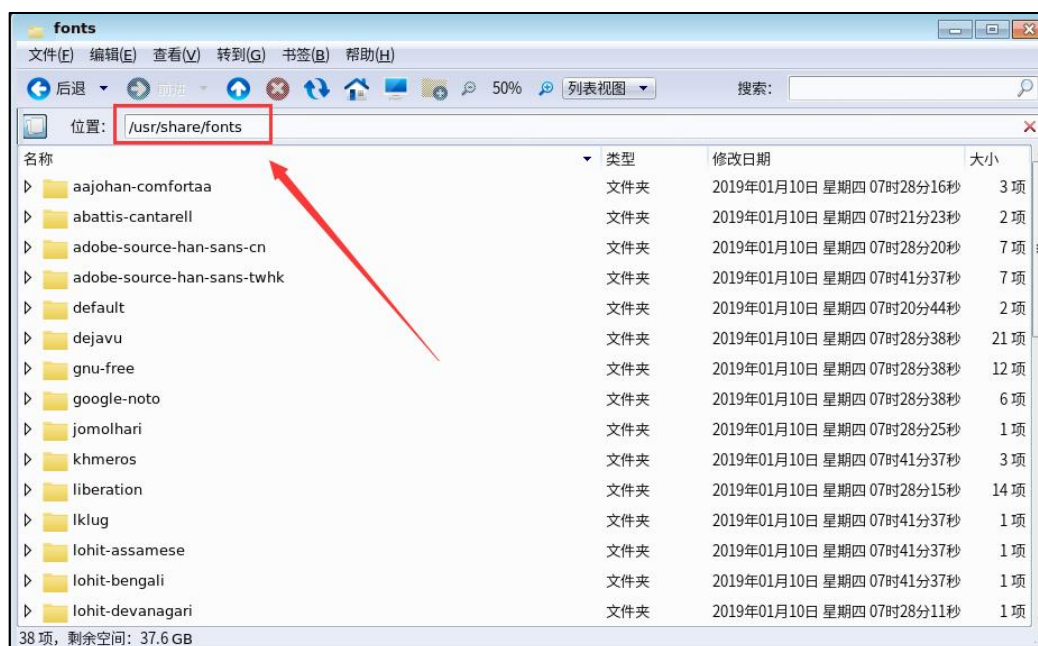 fonts
文件(F) 编辑(E) 查看(V) 转到(G) 书签(B) 帮助(H)
后退 前进 50% 列表视图 搜索:
位置: /usr/share/fonts
名称 类型 修改日期 大小
aajohan-comfortaa 文件夹 2019年01月10日 星期四 07时28分16秒 3 项
abattis-cantarell 文件夹 2019年01月10日 星期四 07时21分23秒 2 项
adobe-source-han-sans-cn 文件夹 2019年01月10日 星期四 07时28分20秒 7 项
adobe-source-han-sans-twhk 文件夹 2019年01月10日 星期四 07时41分37秒 7 项
default 文件夹 2019年01月10日 星期四 07时20分44秒 2 项
dejavu 文件夹 2019年01月10日 星期四 07时28分38秒 21 项
gnu-free 文件夹 2019年01月10日 星期四 07时28分38秒 12 项
google-noto 文件夹 2019年01月10日 星期四 07时28分38秒 6 项
jomolhari 文件夹 2019年01月10日 星期四 07时28分25秒 1 项
khmeros 文件夹 2019年01月10日 星期四 07时41分37秒 3 项
liberation 文件夹 2019年01月10日 星期四 07时28分15秒 14 项
lklug 文件夹 2019年01月10日 星期四 07时41分37秒 1 项
lohit-assamese 文件夹 2019年01月10日 星期四 07时41分37秒 1 项
lohit-bengali 文件夹 2019年01月10日 星期四 07时41分37秒 1 项
lohit-devanagari 文件夹 2019年01月10日 星期四 07时28分11秒 1 项
38 项，剩余空间：37.6 GB